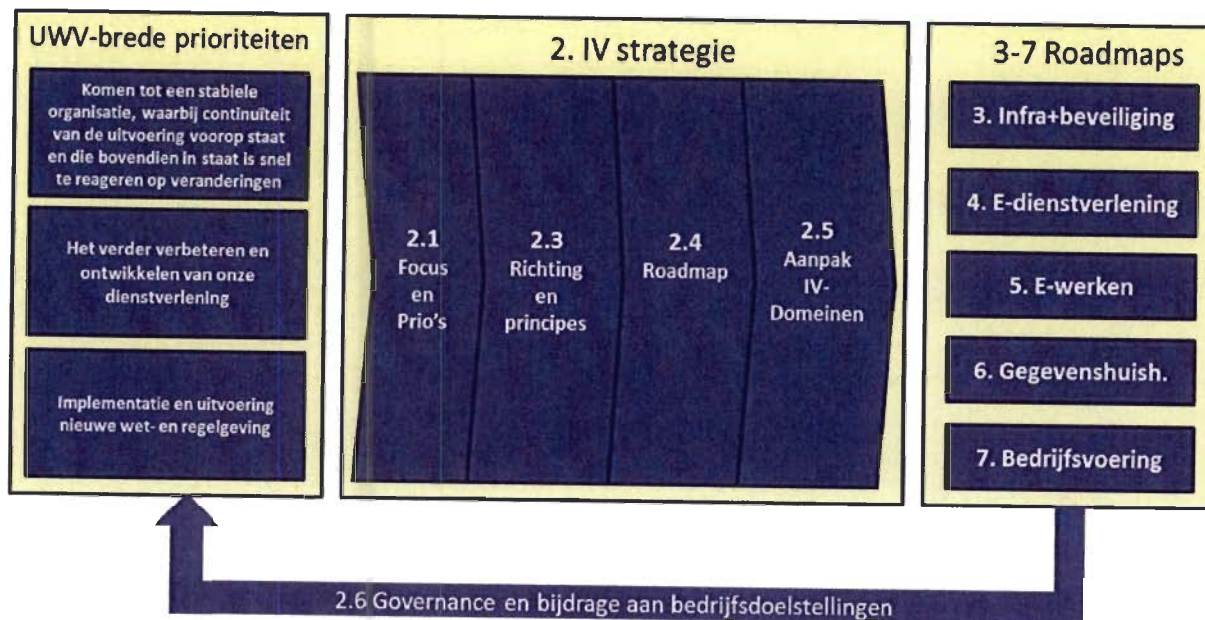 UWV-brede prioriteiten
Komen tot een stabiele
organisatie, waarbij continuïteit
van de uitvoering voorop staat
en die bovendien in staat is snel
te reageren op veranderingen
Het verder verbeteren en
ontwikkelen van onze
dienstverlening
Implementatie en uitvoering
nieuwe wet- en regelgeving
2. IV strategie
2.1
Focus
en
Prio's
2.3
Richting
en
principes
2.4
Roadmap
2.5
Aanpak
IV-
Domeinen
3-7 Roadmaps
3. Infra+beveiliging
4. E-dienstverlening
5. E-werken
6. Gegevenshuish.
7. Bedrijfsvoering
2.6 Governance en bijdrage aan bedrijfsdoelstellingen